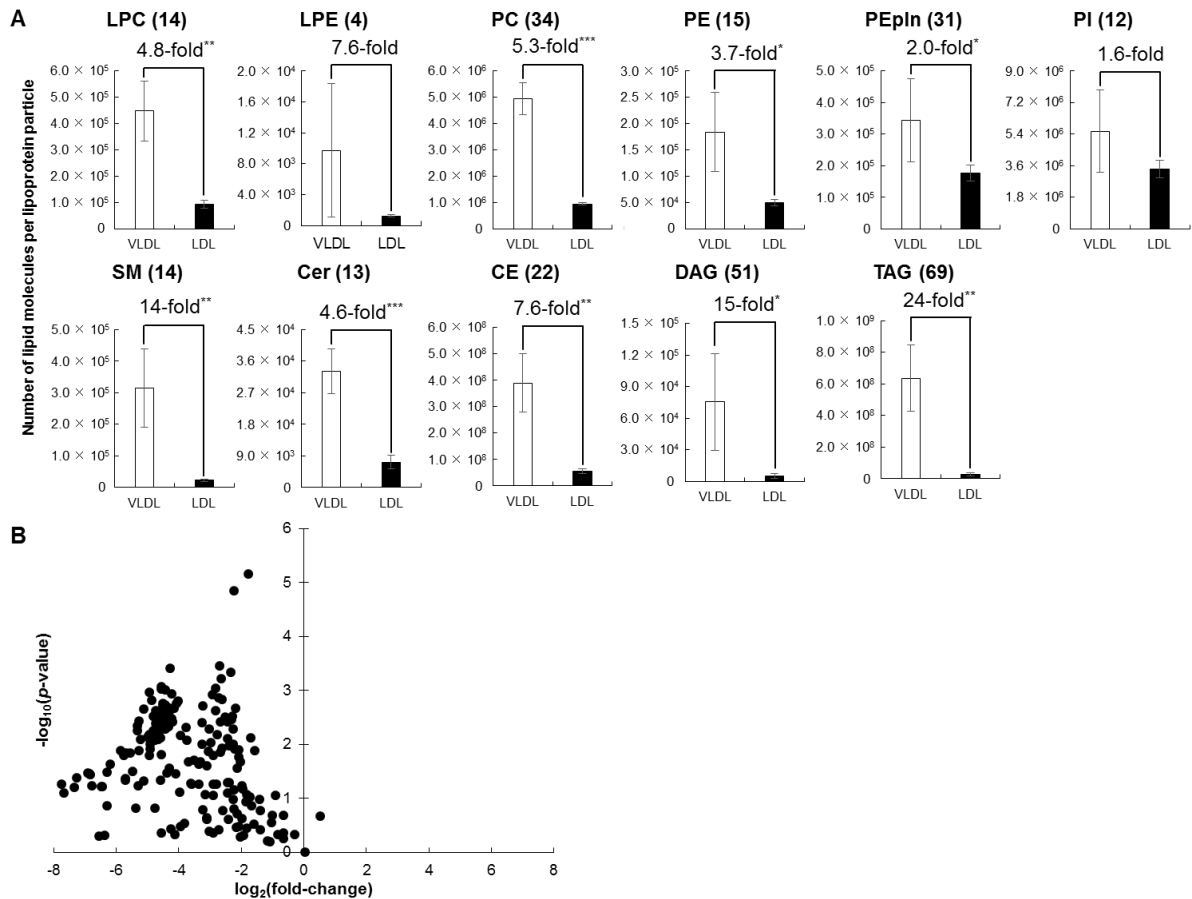 A
LPC (14)
LPE (4)
PC (34)
PE (15)
PEpln (31)
PI (12)
4.8-fold**
7.6-fold
5.3-fold***
3.7-fold*
2.0-fold*
1.6-fold
Number of lipid molecules per lipoprotein particle
6.0 × 10⁵
5.0 × 10⁵
4.0 × 10⁵
3.0 × 10⁵
2.0 × 10⁵
1.0 × 10⁵
0
VLDL LDL
2.0 × 10⁴
1.6 × 10⁴
1.2 × 10⁴
8.0 × 10³
4.0 × 10³
0
VLDL LDL
6.0 × 10⁶
5.0 × 10⁶
4.0 × 10⁶
3.0 × 10⁶
2.0 × 10⁶
1.0 × 10⁶
0
VLDL LDL
3.0 × 10⁵
2.5 × 10⁵
2.0 × 10⁵
1.5 × 10⁵
1.0 × 10⁵
5.0 × 10⁴
0
VLDL LDL
5.0 × 10⁵
4.0 × 10⁵
3.0 × 10⁵
2.0 × 10⁵
1.0 × 10⁵
0
VLDL LDL
9.0 × 10⁶
7.2 × 10⁶
5.4 × 10⁶
3.6 × 10⁶
1.8 × 10⁶
0
VLDL LDL
SM (14)
Cer (13)
CE (22)
DAG (51)
TAG (69)
14-fold**
4.6-fold***
7.6-fold**
15-fold*
24-fold**
5.0 × 10⁵
4.0 × 10⁵
3.0 × 10⁵
2.0 × 10⁵
1.0 × 10⁵
0
VLDL LDL
4.5 × 10⁴
3.6 × 10⁴
2.7 × 10⁴
1.8 × 10⁴
9.0 × 10³
0
VLDL LDL
6.0 × 10⁸
5.0 × 10⁸
4.0 × 10⁸
3.0 × 10⁸
2.0 × 10⁸
1.0 × 10⁸
0
VLDL LDL
1.5 × 10⁵
1.2 × 10⁵
9.0 × 10⁴
6.0 × 10⁴
3.0 × 10⁴
0
VLDL LDL
1.0 × 10⁹
8.0 × 10⁸
6.0 × 10⁸
4.0 × 10⁸
2.0 × 10⁸
0
VLDL LDL
B
-log₁₀(p-value)
6
5
4
3
2
1
0
-8 -6 -4 -2 0 2 4 6 8
log₂(fold-change)